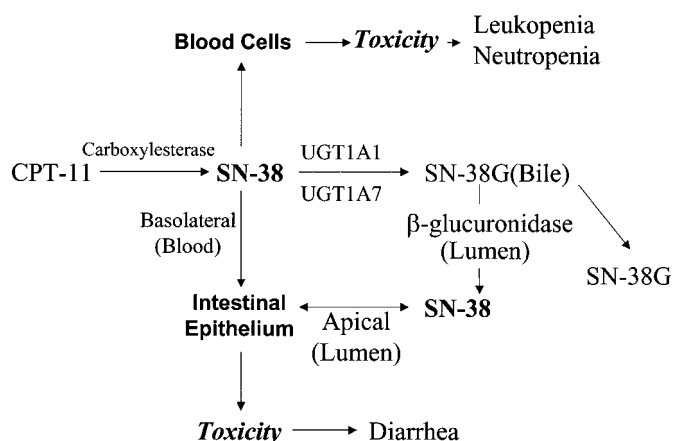 Blood Cells
Toxicity
Leukopenia
Neutropenia
CPT-11
Carboxylesterase
SN-38
UGT1A1
UGT1A7
SN-38G(Bile)
Basolateral
(Blood)
β-glucuronidase
(Lumen)
SN-38G
Intestinal
Epithelium
Apical
(Lumen)
SN-38
Toxicity
Diarrhea